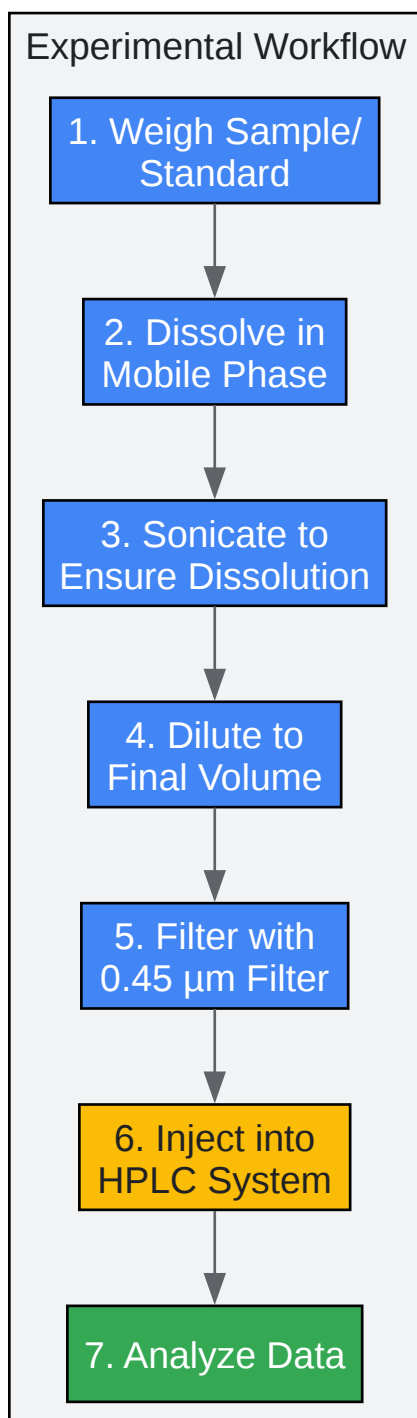 Experimental Workflow
1. Weigh Sample/
Standard
2. Dissolve in
Mobile Phase
3. Sonicate to
Ensure Dissolution
4. Dilute to
Final Volume
5. Filter with
0.45 µm Filter
6. Inject into
HPLC System
7. Analyze Data